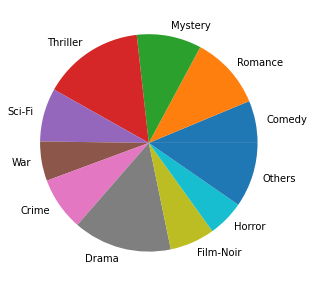 Mystery
Thriller
Romance
Sci-Fi
Comedy
War
Others
Crime
Horror
Drama
Film-Noir